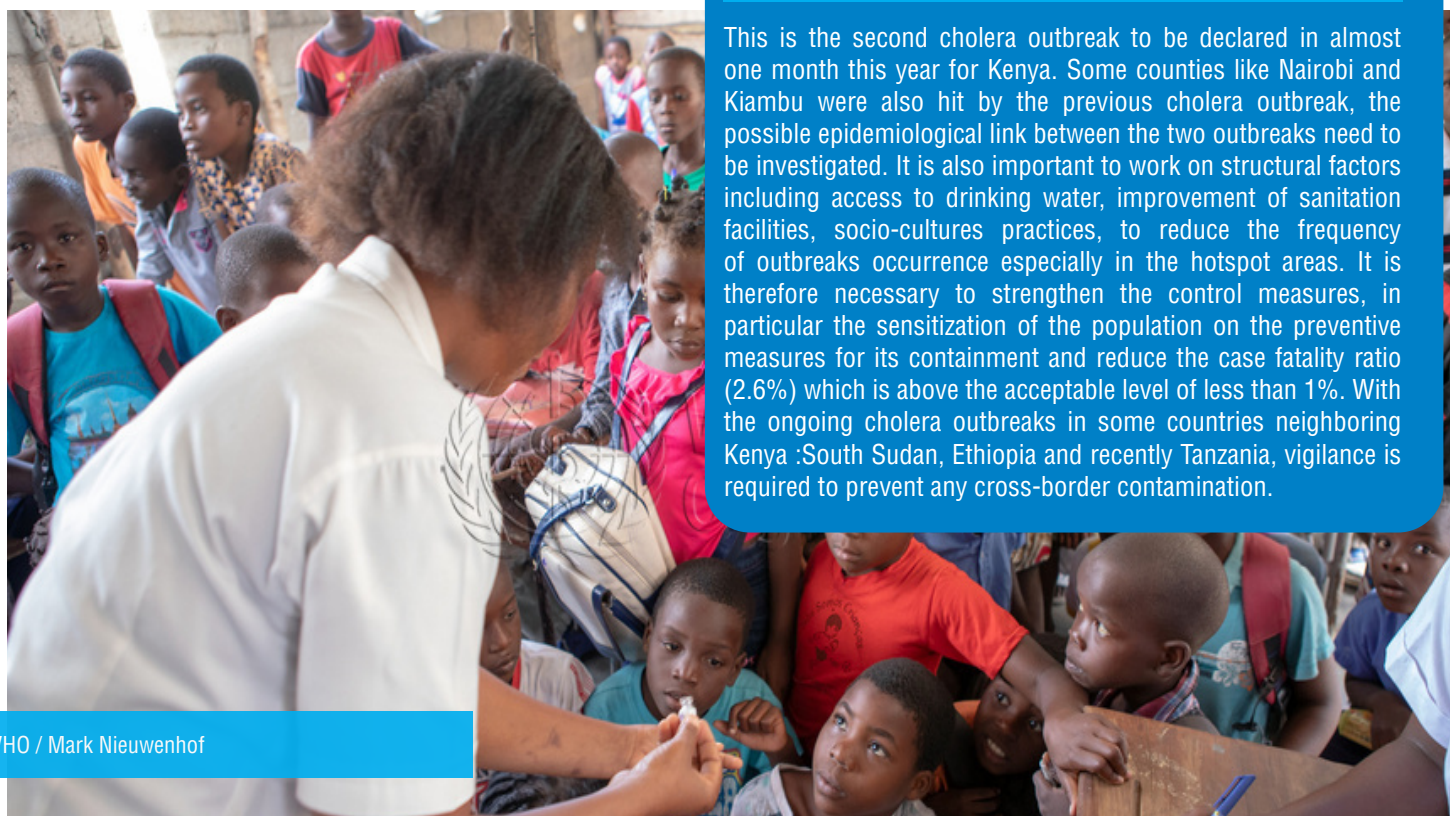 This is the second cholera outbreak to be declared in almost
one month this year for Kenya. Some counties like Nairobi and
Kiambu were also hit by the previous cholera outbreak, the
possible epidemiological link between the two outbreaks need to
be investigated. It is also important to work on structural factors
including access to drinking water, improvement of sanitation
facilities, socio-cultures practices, to reduce the frequency
of outbreaks occurrence especially in the hotspot areas. It is
therefore necessary to strengthen the control measures, in
particular the sensitization of the population on the preventive
measures for its containment and reduce the case fatality ratio
(2.6%) which is above the acceptable level of less than 1%. With
the ongoing cholera outbreaks in some countries neighboring
Kenya :South Sudan, Ethiopia and recently Tanzania, vigilance is
required to prevent any cross-border contamination.
/HO / Mark Nieuwenhof